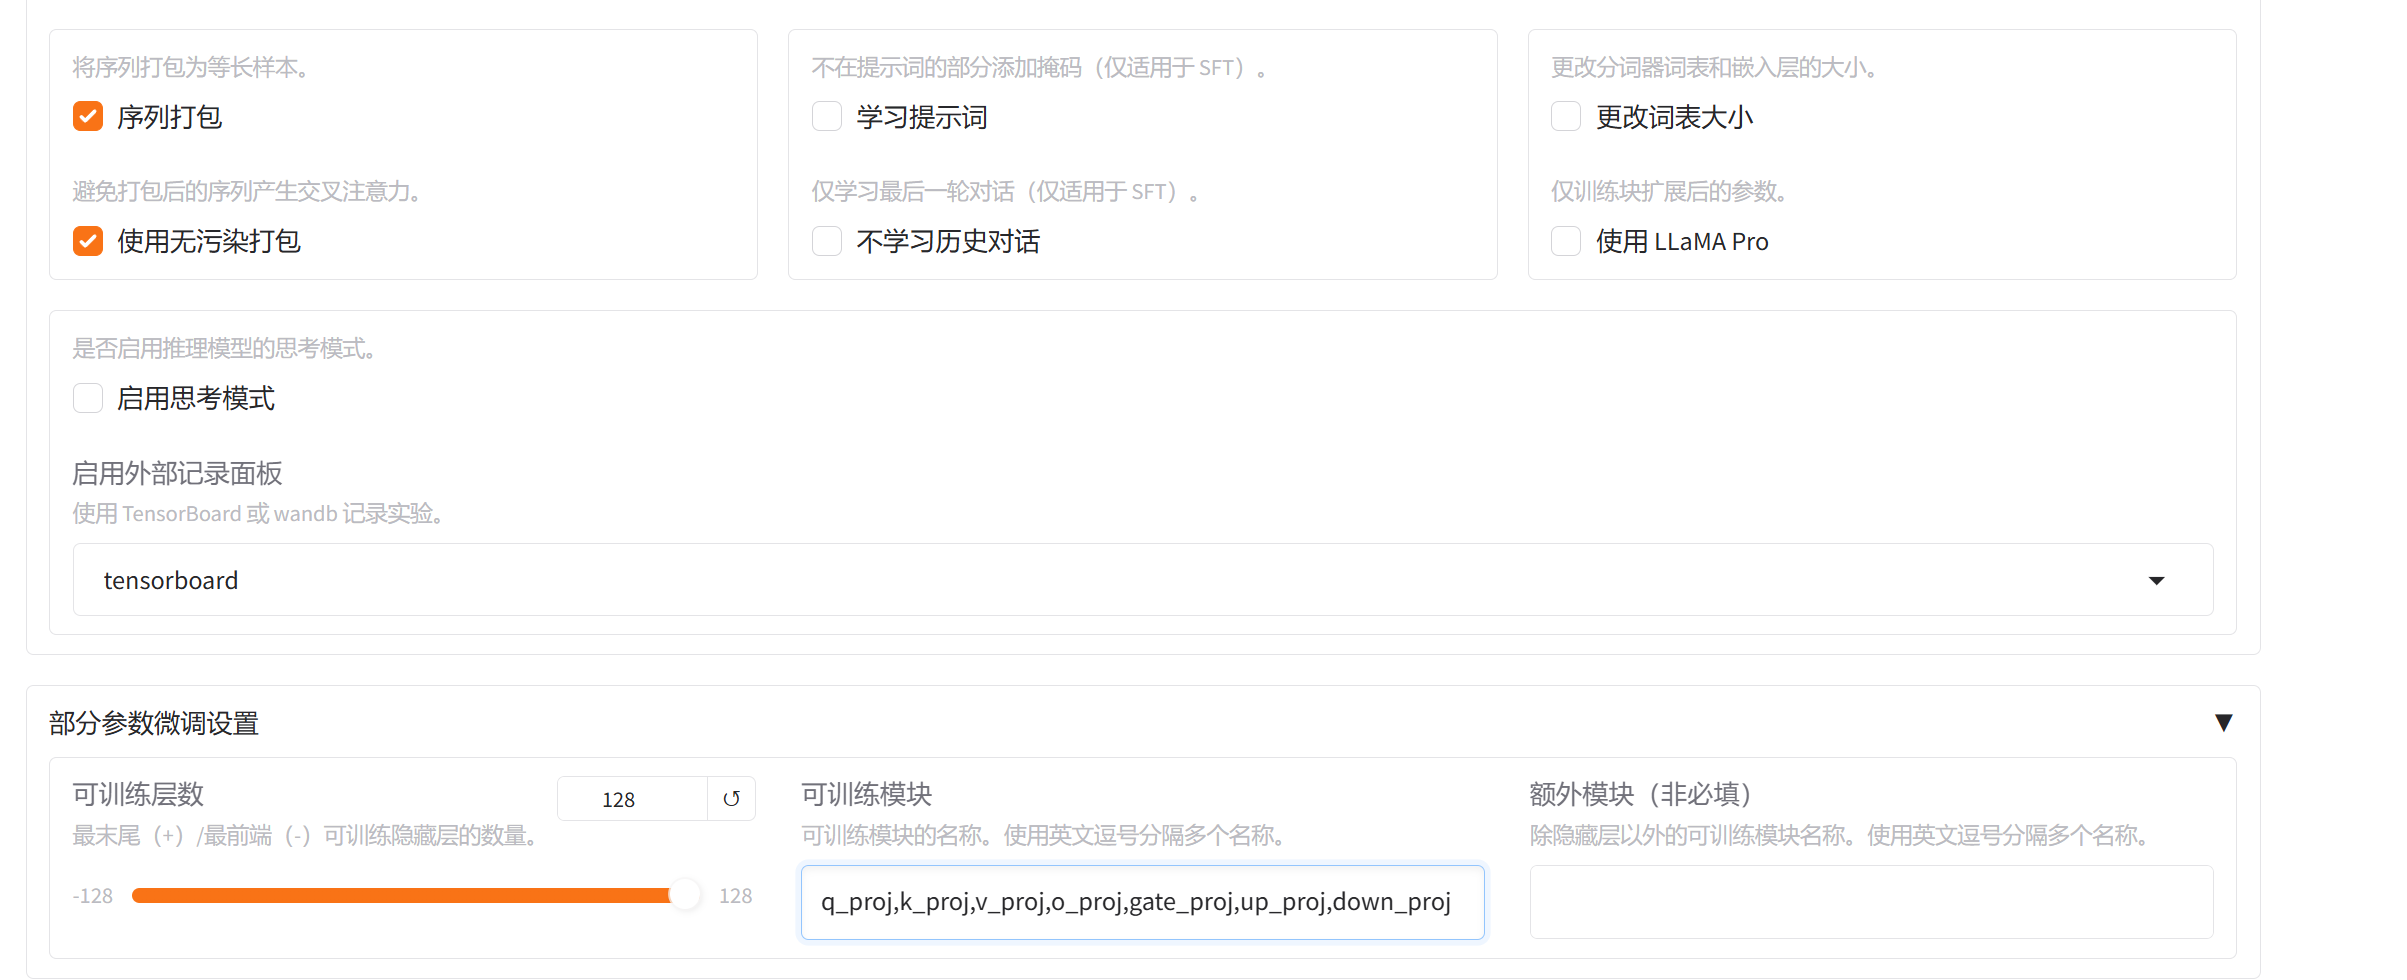 将序列打包为等长样本。
序列打包
避免打包后的序列产生交叉注意力。
使用无污染打包
不在提示词的部分添加掩码（仅适用于 SFT）。
学习提示词
仅学习最后一轮对话（仅适用于 SFT）。
不学习历史对话
更改分词器词表和嵌入层的大小。
更改词表大小
仅训练块扩展后的参数。
使用 LLaMA Pro
是否启用推理模型的思考模式。
启用思考模式
启用外部记录面板
使用 TensorBoard 或 wandb 记录实验。
tensorboard
部分参数微调设置
可训练层数
128
最末尾（+）/最前端（-）可训练隐藏层的数量。
-128
128
可训练模块
可训练模块的名称。使用英文逗号分隔多个名称。
q_proj,k_proj,v_proj,o_proj,gate_proj,up_proj,down_proj
额外模块（非必填）
除隐藏层以外的可训练模块名称。使用英文逗号分隔多个名称。